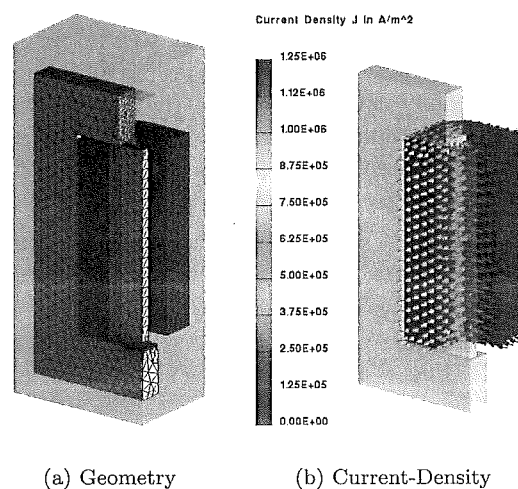 Current Density J in A/m^2
1.25E+06
1.12E+06
1.00E+06
8.75E+05
7.50E+05
6.25E+05
5.00E+05
3.75E+05
2.50E+05
1.25E+05
0.00E+00
(a) Geometry
(b) Current-Density